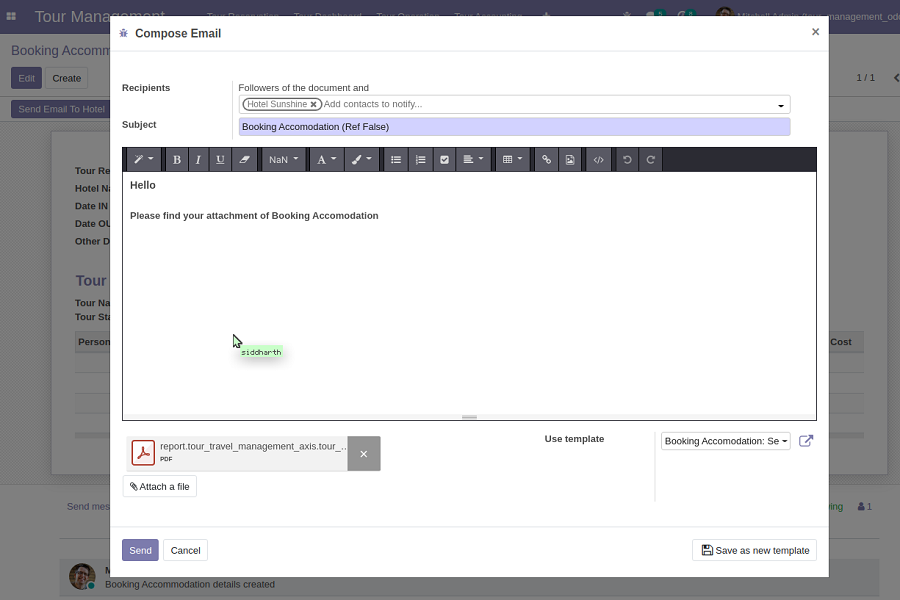 Tour Management
Tour Reservation Tour Dashboard Tour Operation Tour Accounting
Compose Email
×
Booking Accomm
Edit
Create
1 / 1
Send Email To Hotel
Recipients
Followers of the document and
Hotel Sunshine ✖ Add contacts to notify...
Subject
Booking Accomodation (Ref False)
B I U NaN A </>
Hello
Please find your attachment of Booking Accomodation
Tour Re
Hotel Na
Date IN
Date OU
Other D
Tour
Tour Na
Tour Sta
Person
Cost
siddharth
report.tour_travel_management_axis.tour_...
PDF
×
Use template
Booking Accomodation: Se
Attach a file
Send mes
ing
1
Send
Cancel
Save as new template
M
Booking Accommodation details created